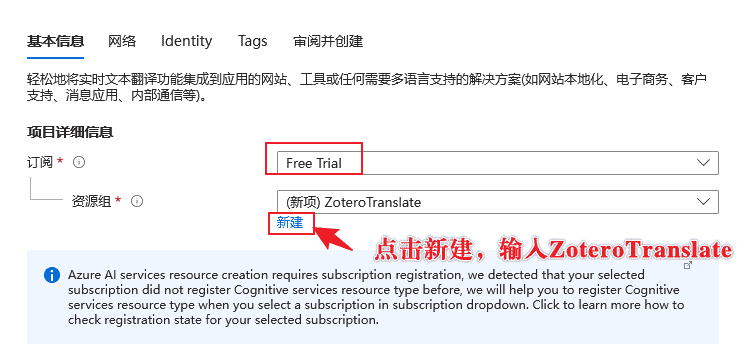 基本信息 网络 Identity Tags 审阅并创建
轻松地将实时文本翻译功能集成到应用的网站、工具或任何需要多语言支持的解决方案(如网站本地化、电子商务、客户
支持、消息应用、内部通信等)。
项目详细信息
订阅 * Free Trial
资源组 * (新项) ZoteroTranslate
新建
点击新建，输入ZoteroTranslate
Azure AI services resource creation requires subscription registration, we detected that your selected
subscription did not register Cognitive services resource type before, we will help you to register Cognitive
services resource type when you select a subscription in subscription dropdown. Click to learn more how to
check registration state for your selected subscription.